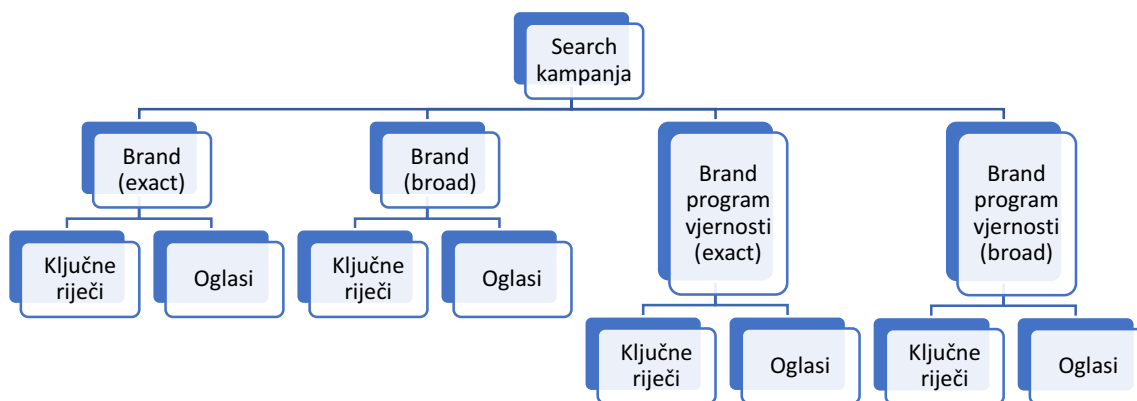 Search
kampanja
Brand
(exact)
Brand
(broad)
Brand
program
vjernosti
(exact)
Brand
program
vjernosti
(broad)
Ključne
riječi
Oglasi
Ključne
riječi
Oglasi
Ključne
riječi
Oglasi
Ključne
riječi
Oglasi